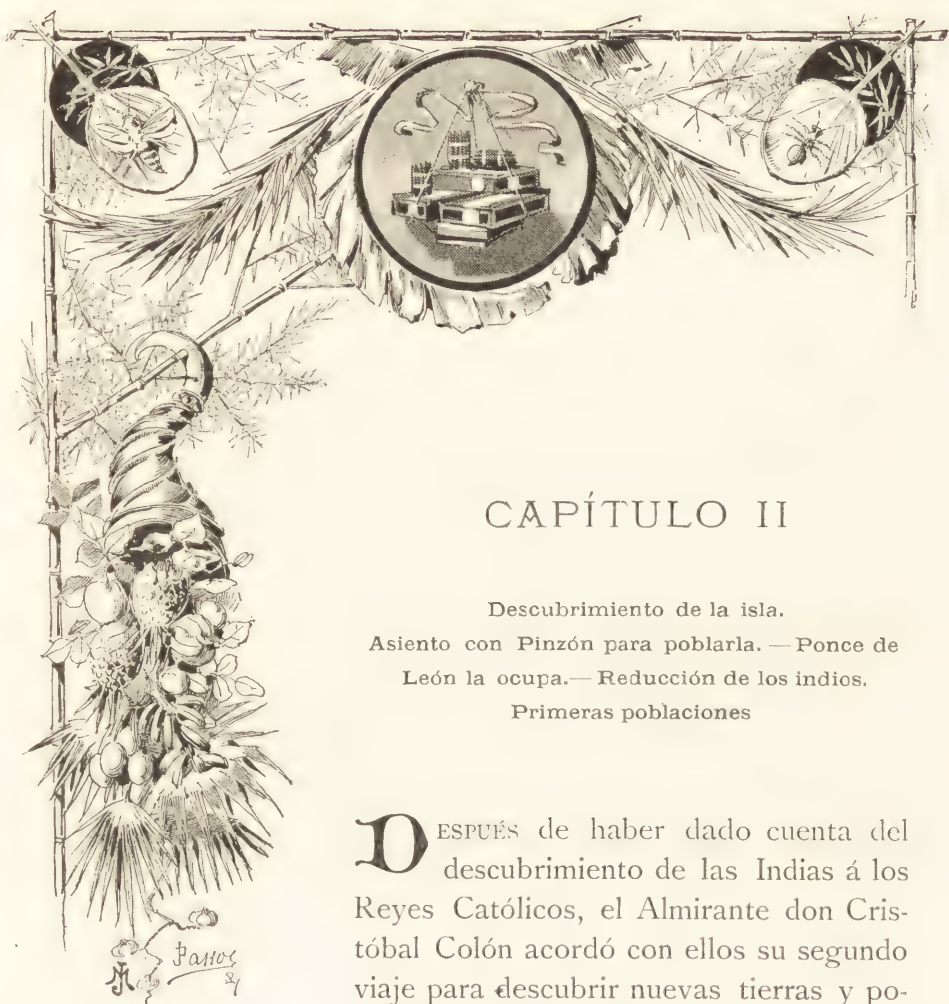 CAPÍTULO II
Descubrimiento de la isla.
Asiento con Pinzón para poblarla. — Ponce de
León la ocupa. — Reducción de los indios.
Primeras poblaciones
DESPUÉS de haber dado cuenta del
descubrimiento de las Indias á los
Reyes Católicos, el Almirante don Cris-
tóbal Colón acordó con ellos su segundo
viaje para descubrir nuevas tierras y po-